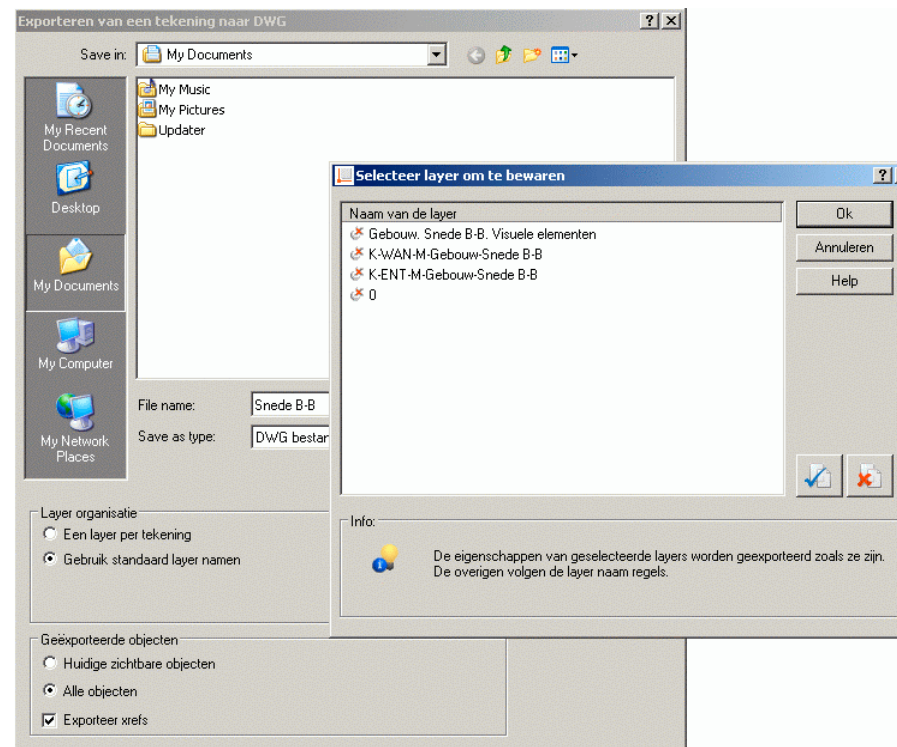 Exporteren van een tekening naar DWG
Save in:
My Documents
My Recent
Documents
Desktop
My Documents
My Computer
My Network
Places
My Music
My Pictures
Updater
File name:
Snede B-B
Save as type:
DWG bestar
Layer organisatie
Een layer per tekening
Gebruik standaard layer namen
Geëxporteerde objecten
Huidige zichtbare objecten
Alle objecten
Exporteer xrefs
Selecteer layer om te bewaren
Naam van de layer
Gebouw. Snede B-B. Visuele elementen
K-WAN-M-Gebouw-Snede B-B
K-ENT-M-Gebouw-Snede B-B
0
Ok
Annuleren
Help
Info:
De eigenschappen van geselecteerde layers worden geexporteerd zoals ze zijn.
De overigen volgen de layer naam regels.